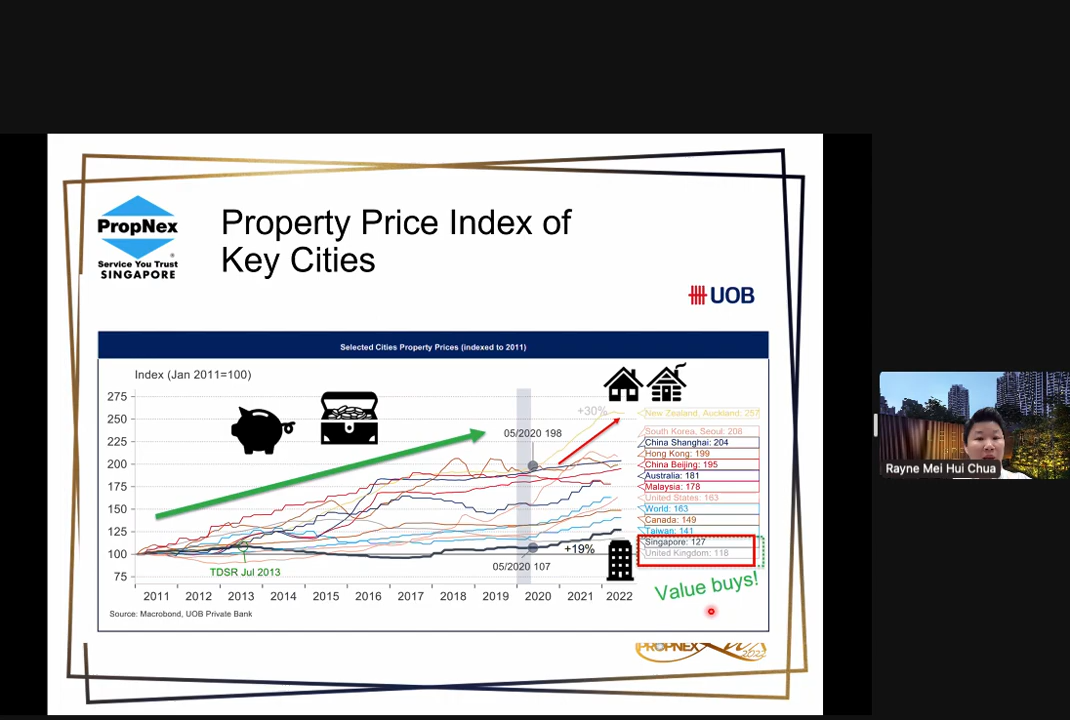 PropNex
Service You Trust
SINGAPORE
Property Price Index of
Key Cities
UOB
Selected Cities Property Prices (indexed to 2011)
Index (Jan 2011=100)
275
250
225
200
175
150
125
100
75
+30%
05/2020 198
05/2020 107
+19%
TDSR Jul 2013
New Zealand, Auckland: 257
South Korea, Seoul: 208
China Shanghai: 204
Hong Kong: 199
China Beijing: 195
Australia: 181
Malaysia: 178
United States: 163
World: 163
Canada: 149
Taiwan: 141
Singapore: 127
United Kingdom: 118
2011 2012 2013 2014 2015 2016 2017 2018 2019 2020 2021 2022
Value buys!
Source: Macrobond, UOB Private Bank
PROPNEX
2022
Rayne Mei Hui Chua